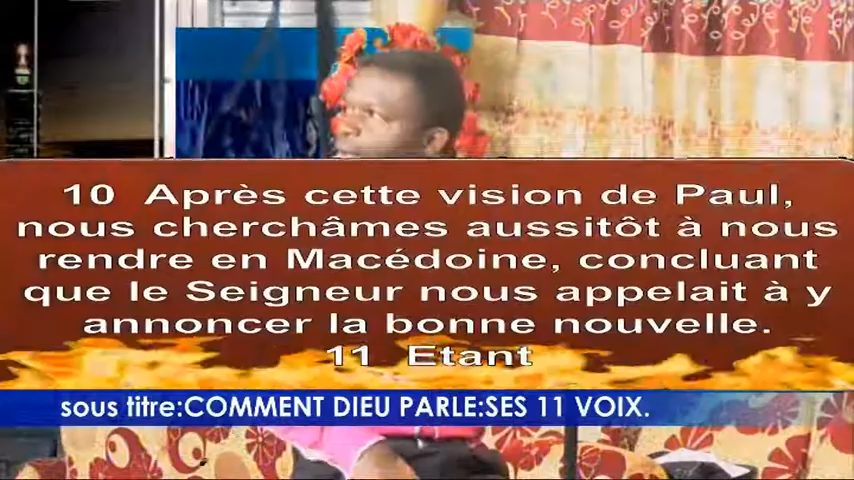 10 Après cette vision de Paul,
nous cherchâmes aussitôt à nous
rendre en Macédoine, concluant
que le Seigneur nous appelait à y
annoncer la bonne nouvelle.
11 Etant
sous titre:COMMENT DIEU PARLE:SES 11 VOIX.